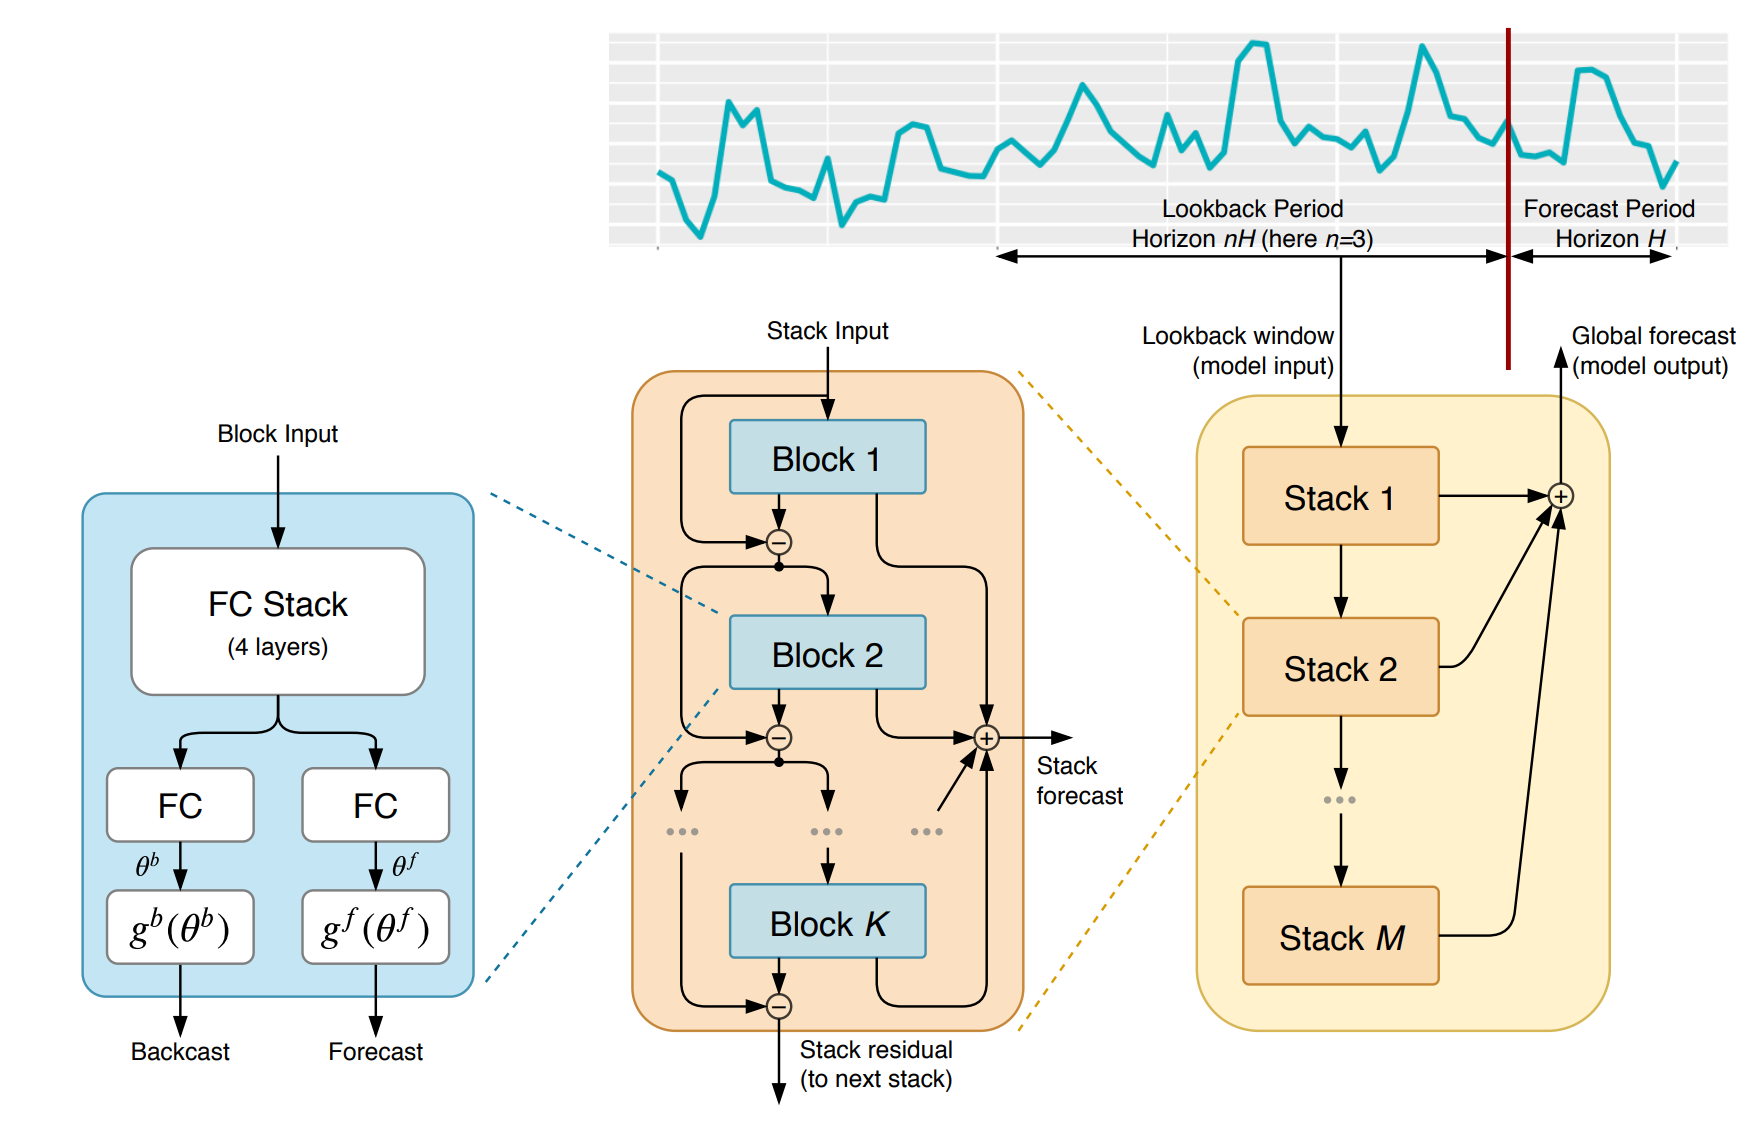 Lookback Period
Horizon nH (here n=3)
Forecast Period
Horizon H
Lookback window
(model input)
Global forecast
(model output)
Stack Input
Block Input
Block 1
−
Block 2
−
+
Stack
forecast
...
...
...
Block K
−
Stack residual
(to next stack)
FC Stack
(4 layers)
FC
FC
θᵇ
θᶠ
gᵇ(θᵇ)
gᶠ(θᶠ)
Backcast
Forecast
Stack 1
+
Stack 2
...
Stack M